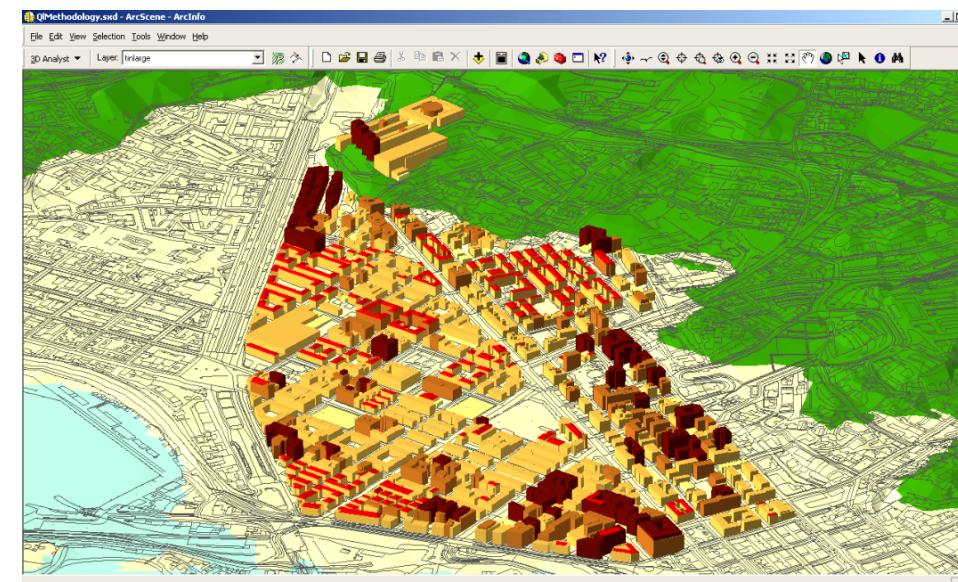 QIMethodology.sxd - ArcScene - ArcInfo
File Edit View Selection Tools Window Help
3D Analyst Layer: tinlarge